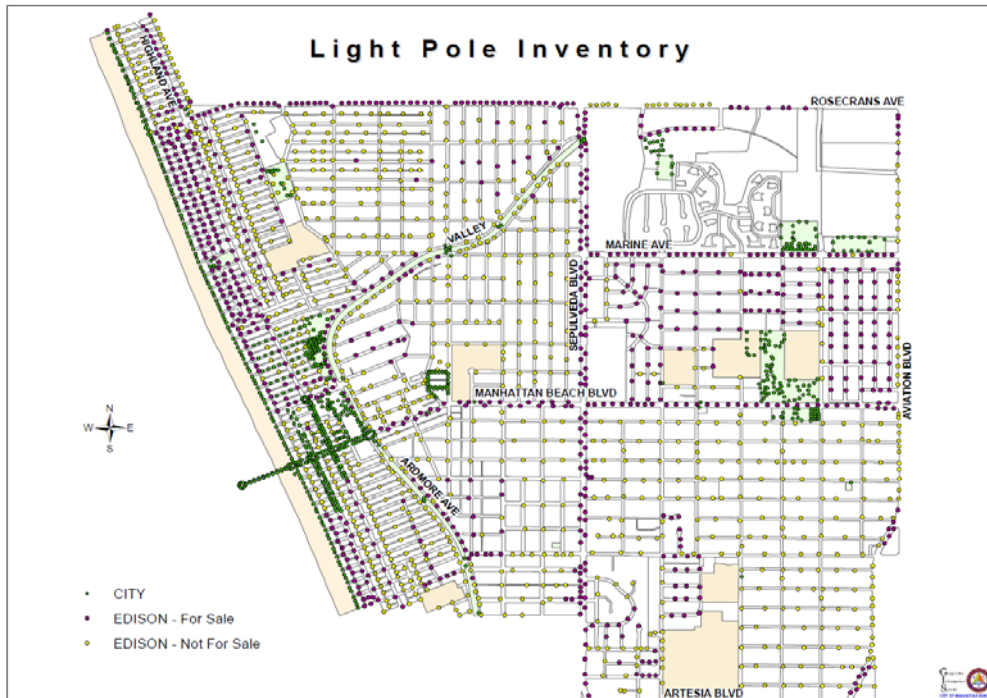 Light Pole Inventory
HIGHLAND AVE
ROSECRANS AVE
VALLEY
MARINE AVE
SEPULVEDA BLVD
MANHATTAN BEACH BLVD
AVIATION BLVD
N
W E
S
ARDMORE AVE
CITY
EDISON - For Sale
EDISON - Not For Sale
ARTESIA BLVD